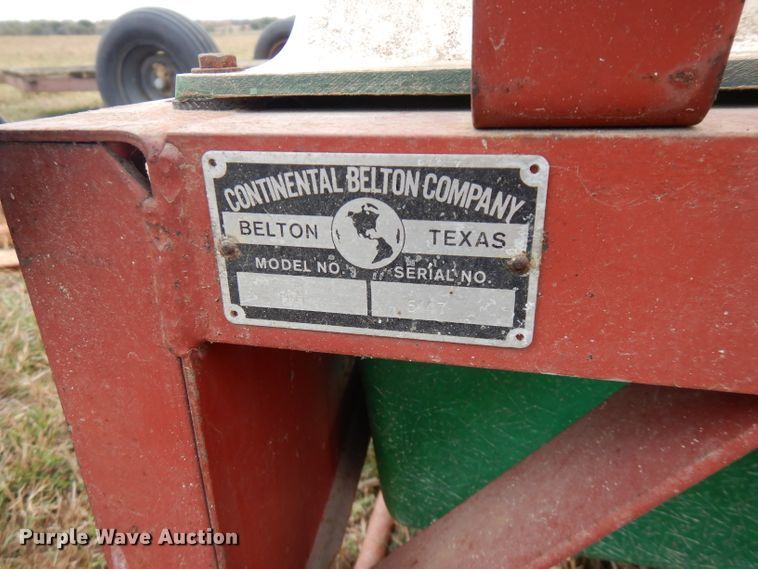 CONTINENTAL BELTON COMPANY
BELTON TEXAS
MODEL NO. SERIAL NO.
Purple Wave Auction